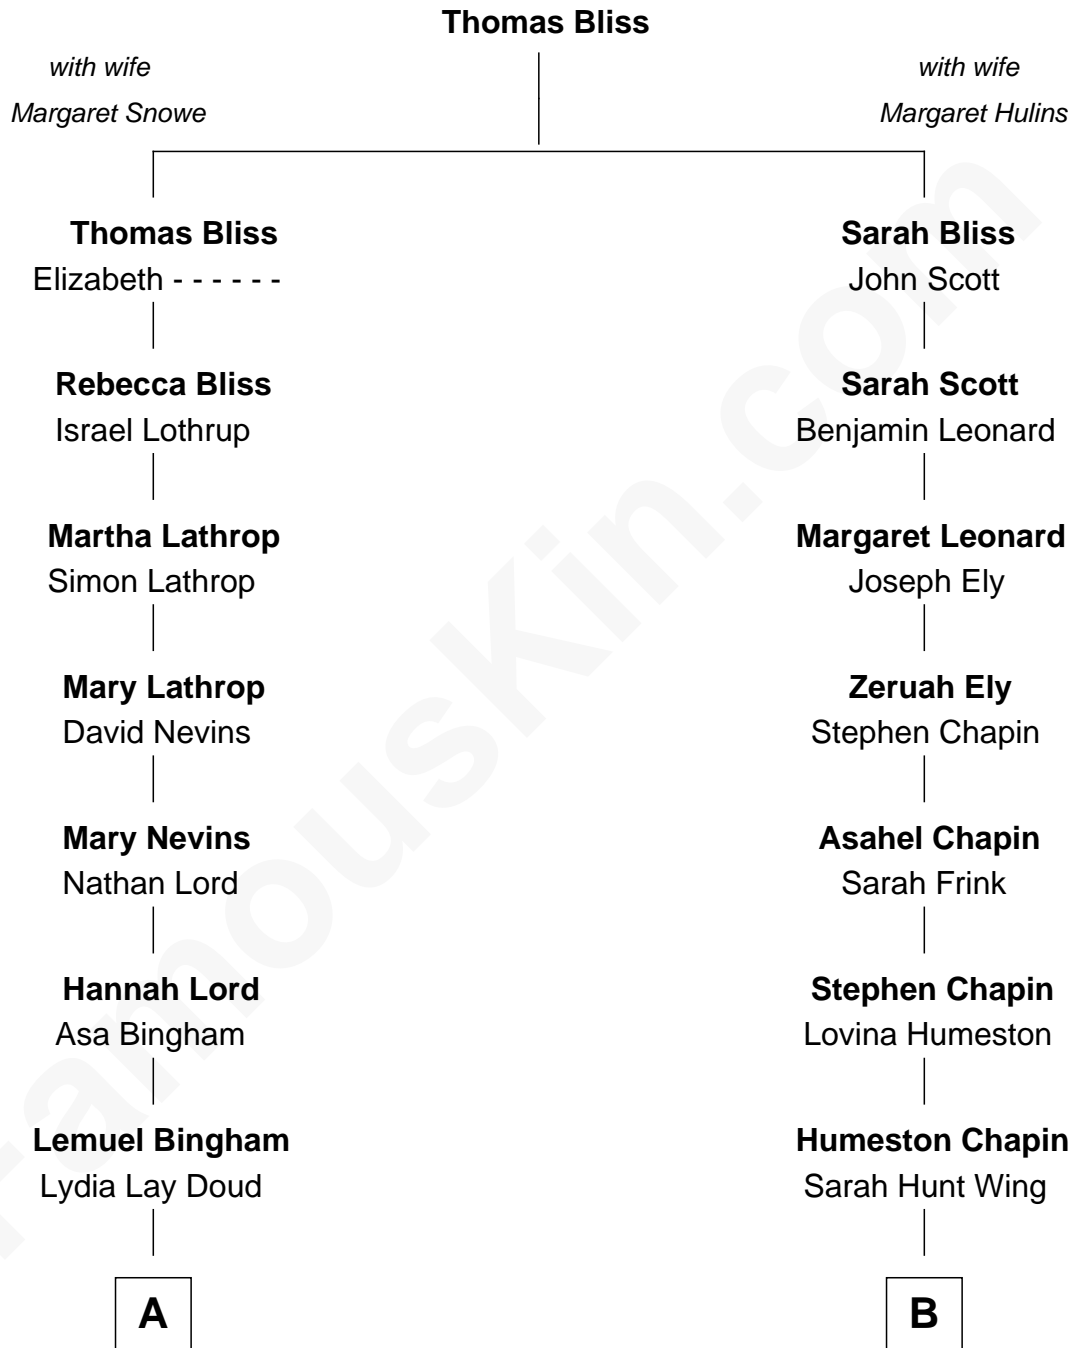 Thomas Bliss
with wife
Margaret Snowe
with wife
Margaret Hulins
Thomas Bliss
Elizabeth - - - - - -
Sarah Bliss
John Scott
Rebecca Bliss
Israel Lothrup
Sarah Scott
Benjamin Leonard
Martha Lathrop
Simon Lathrop
Margaret Leonard
Joseph Ely
Mary Lathrop
David Nevins
Zeruah Ely
Stephen Chapin
Mary Nevins
Nathan Lord
Asahel Chapin
Sarah Frink
Hannah Lord
Asa Bingham
Stephen Chapin
Lovina Humeston
Lemuel Bingham
Lydia Lay Doud
Humeston Chapin
Sarah Hunt Wing
A
B
FamousKin.com